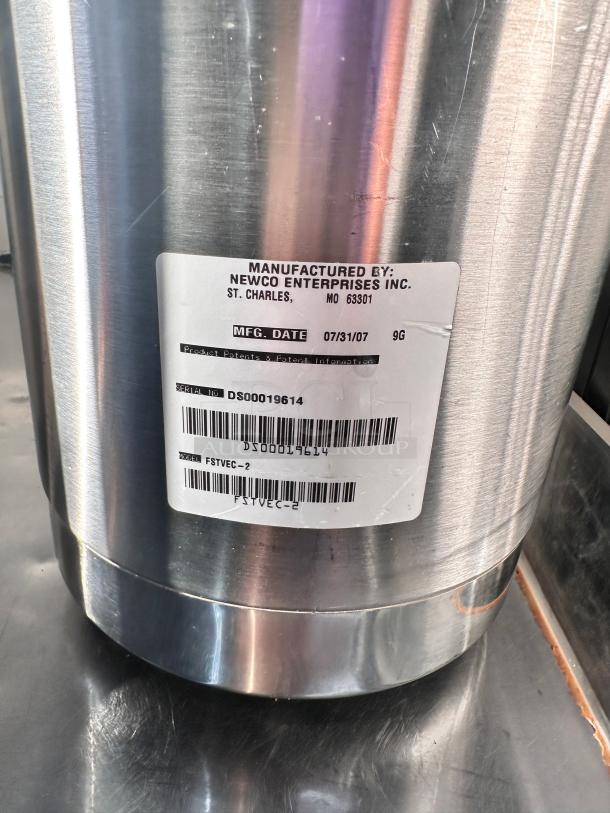 MANUFACTURED BY:
NEWCO ENTERPRISES INC.
ST. CHARLES, MO 63301
MFG. DATE 07/31/07 9G
Product Patents & Patent Information
SERIAL NO. DS00019614
DS00019614
MODEL FSTVEC-2
FSTVEC-2